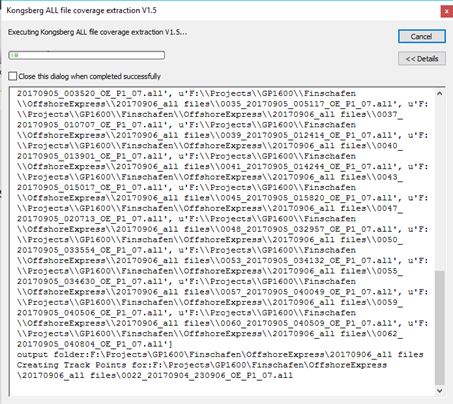 Kongsberg ALL file coverage extraction V1.5
Executing Kongsberg ALL file coverage extraction V1.5...
Cancel
<< Details
Close this dialog when completed successfully
20170905_003520_OE_P1_07.all', u'F:\\Projects\\GP1600\\Finschafen
\\OffshoreExpress\\20170906_all files\\0035_20170905_005117_OE_P1_07.all', u'F:
\\Projects\\GP1600\\Finschafen\\OffshoreExpress\\20170906_all files\\0037_
20170905_010707_OE_P1_07.all', u'F:\\Projects\\GP1600\\Finschafen
\\OffshoreExpress\\20170906_all files\\0039_20170905_012414_OE_P1_07.all', u'F:
\\Projects\\GP1600\\Finschafen\\OffshoreExpress\\20170906_all files\\0040_
20170905_013901_OE_P1_07.all', u'F:\\Projects\\GP1600\\Finschafen
\\OffshoreExpress\\20170906_all files\\0041_20170905_014244_OE_P1_07.all', u'F:
\\Projects\\GP1600\\Finschafen\\OffshoreExpress\\20170906_all files\\0043_
20170905_015017_OE_P1_07.all', u'F:\\Projects\\GP1600\\Finschafen
\\OffshoreExpress\\20170906_all files\\0045_20170905_015820_OE_P1_07.all', u'F:
\\Projects\\GP1600\\Finschafen\\OffshoreExpress\\20170906_all files\\0047_
20170905_020713_OE_P1_07.all', u'F:\\Projects\\GP1600\\Finschafen
\\OffshoreExpress\\20170906_all files\\0048_20170905_032957_OE_P1_07.all', u'F:
\\Projects\\GP1600\\Finschafen\\OffshoreExpress\\20170906_all files\\0050_
20170905_033554_OE_P1_07.all', u'F:\\Projects\\GP1600\\Finschafen
\\OffshoreExpress\\20170906_all files\\0053_20170905_034132_OE_P1_07.all', u'F:
\\Projects\\GP1600\\Finschafen\\OffshoreExpress\\20170906_all files\\0055_
20170905_034630_OE_P1_07.all', u'F:\\Projects\\GP1600\\Finschafen
\\OffshoreExpress\\20170906_all files\\0057_20170905_040049_OE_P1_07.all', u'F:
\\Projects\\GP1600\\Finschafen\\OffshoreExpress\\20170906_all files\\0059_
20170905_040506_OE_P1_07.all', u'F:\\Projects\\GP1600\\Finschafen
\\OffshoreExpress\\20170906_all files\\0060_20170905_040509_OE_P1_07.all', u'F:
\\Projects\\GP1600\\Finschafen\\OffshoreExpress\\20170906_all files\\0062_
20170905_040804_OE_P1_07.all']
output folder:F:\Projects\GP1600\Finschafen\OffshoreExpress\20170906_all files
Creating Track Points for:F:\Projects\GP1600\Finschafen\OffshoreExpress
\20170906_all files\0022_20170904_230906_OE_P1_07.all